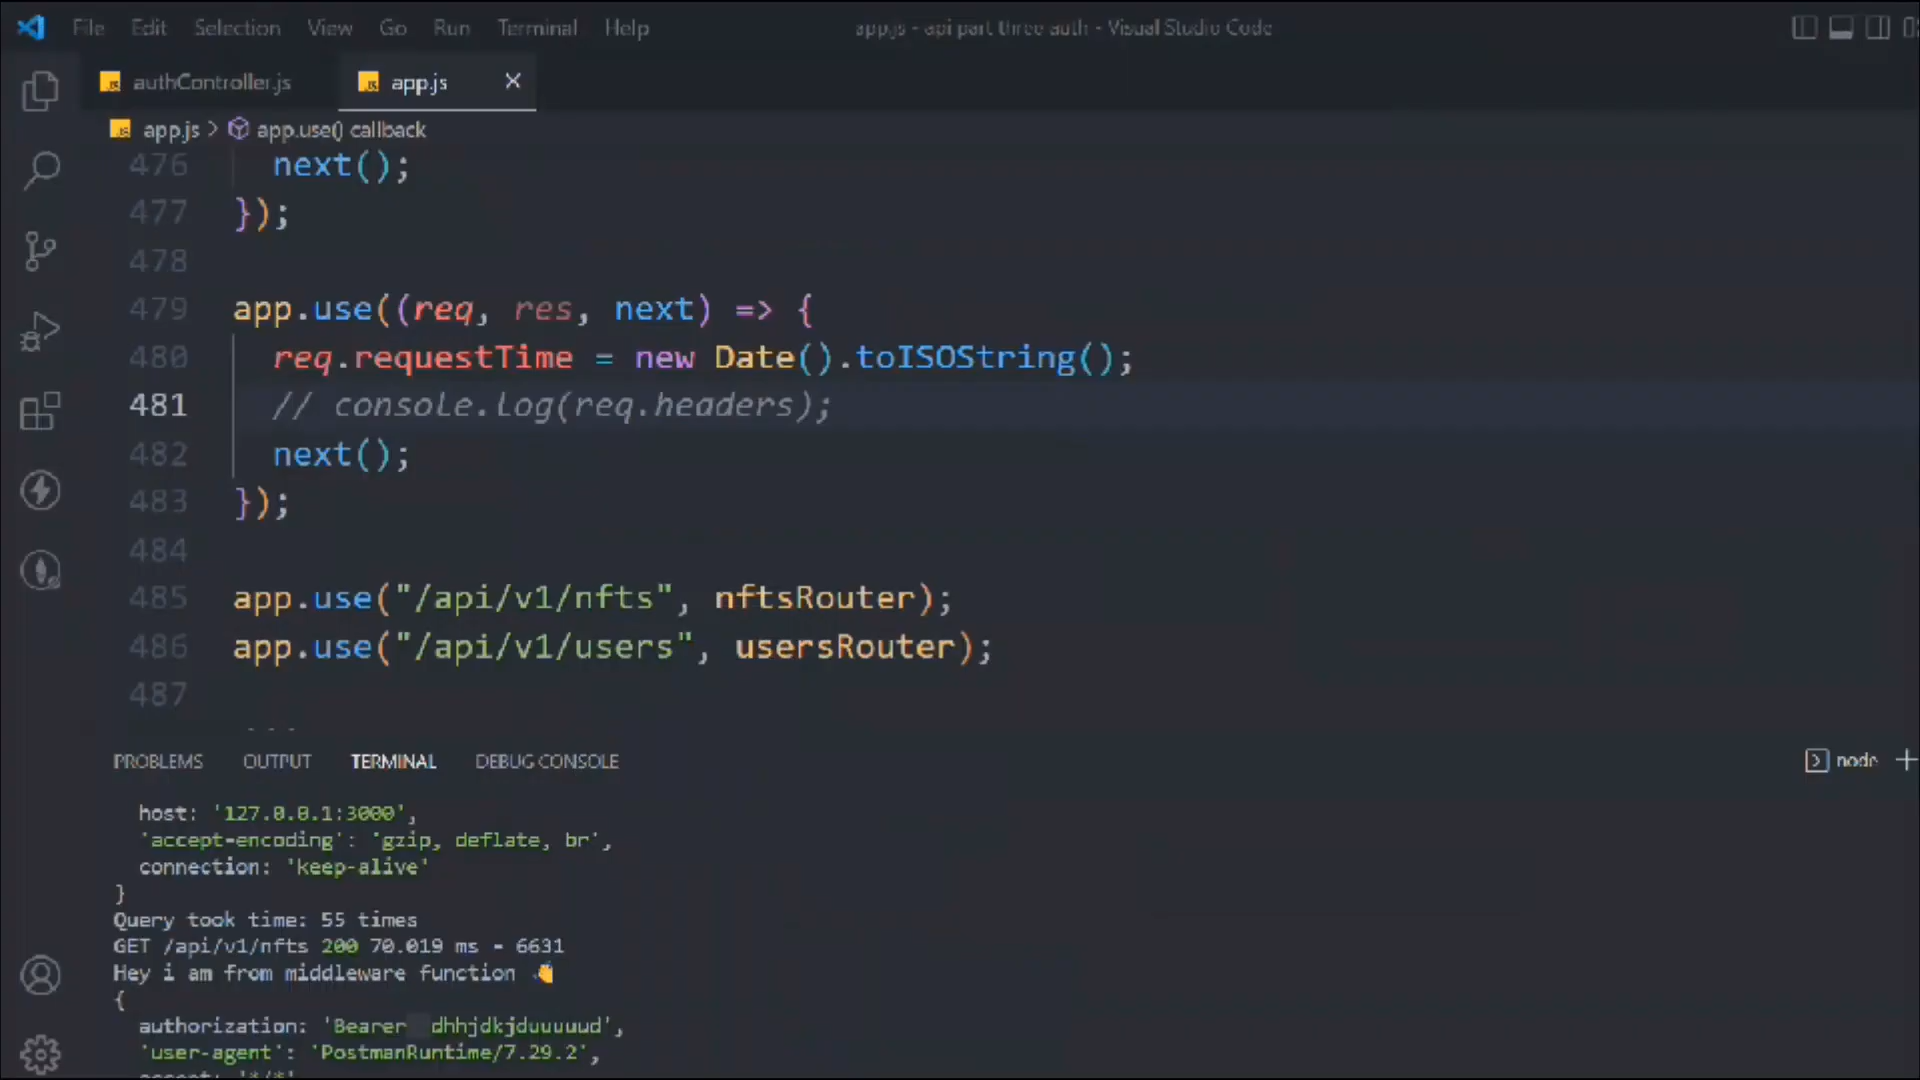 File Edit Selection View Go Run Terminal Help app.js - api part three auth - Visual Studio Code
authController.js app.js
app.js > app.use() callback
476 next();
477 });
478
479 app.use((req, res, next) => {
480 req.requestTime = new Date().toISOString();
481 // console.log(req.headers);
482 next();
483 });
484
485 app.use("/api/v1/nfts", nftsRouter);
486 app.use("/api/v1/users", usersRouter);
487
PROBLEMS OUTPUT TERMINAL DEBUG CONSOLE node
host: '127.0.0.1:3000',
'accept-encoding': 'gzip, deflate, br',
connection: 'keep-alive'
}
Query took time: 55 times
GET /api/v1/nfts 200 70.019 ms - 6631
Hey i am from middleware function 👋
{
authorization: 'Bearer dhhjdkjduuuuud',
'user-agent': 'PostmanRuntime/7.29.2',
accept: '*/*'